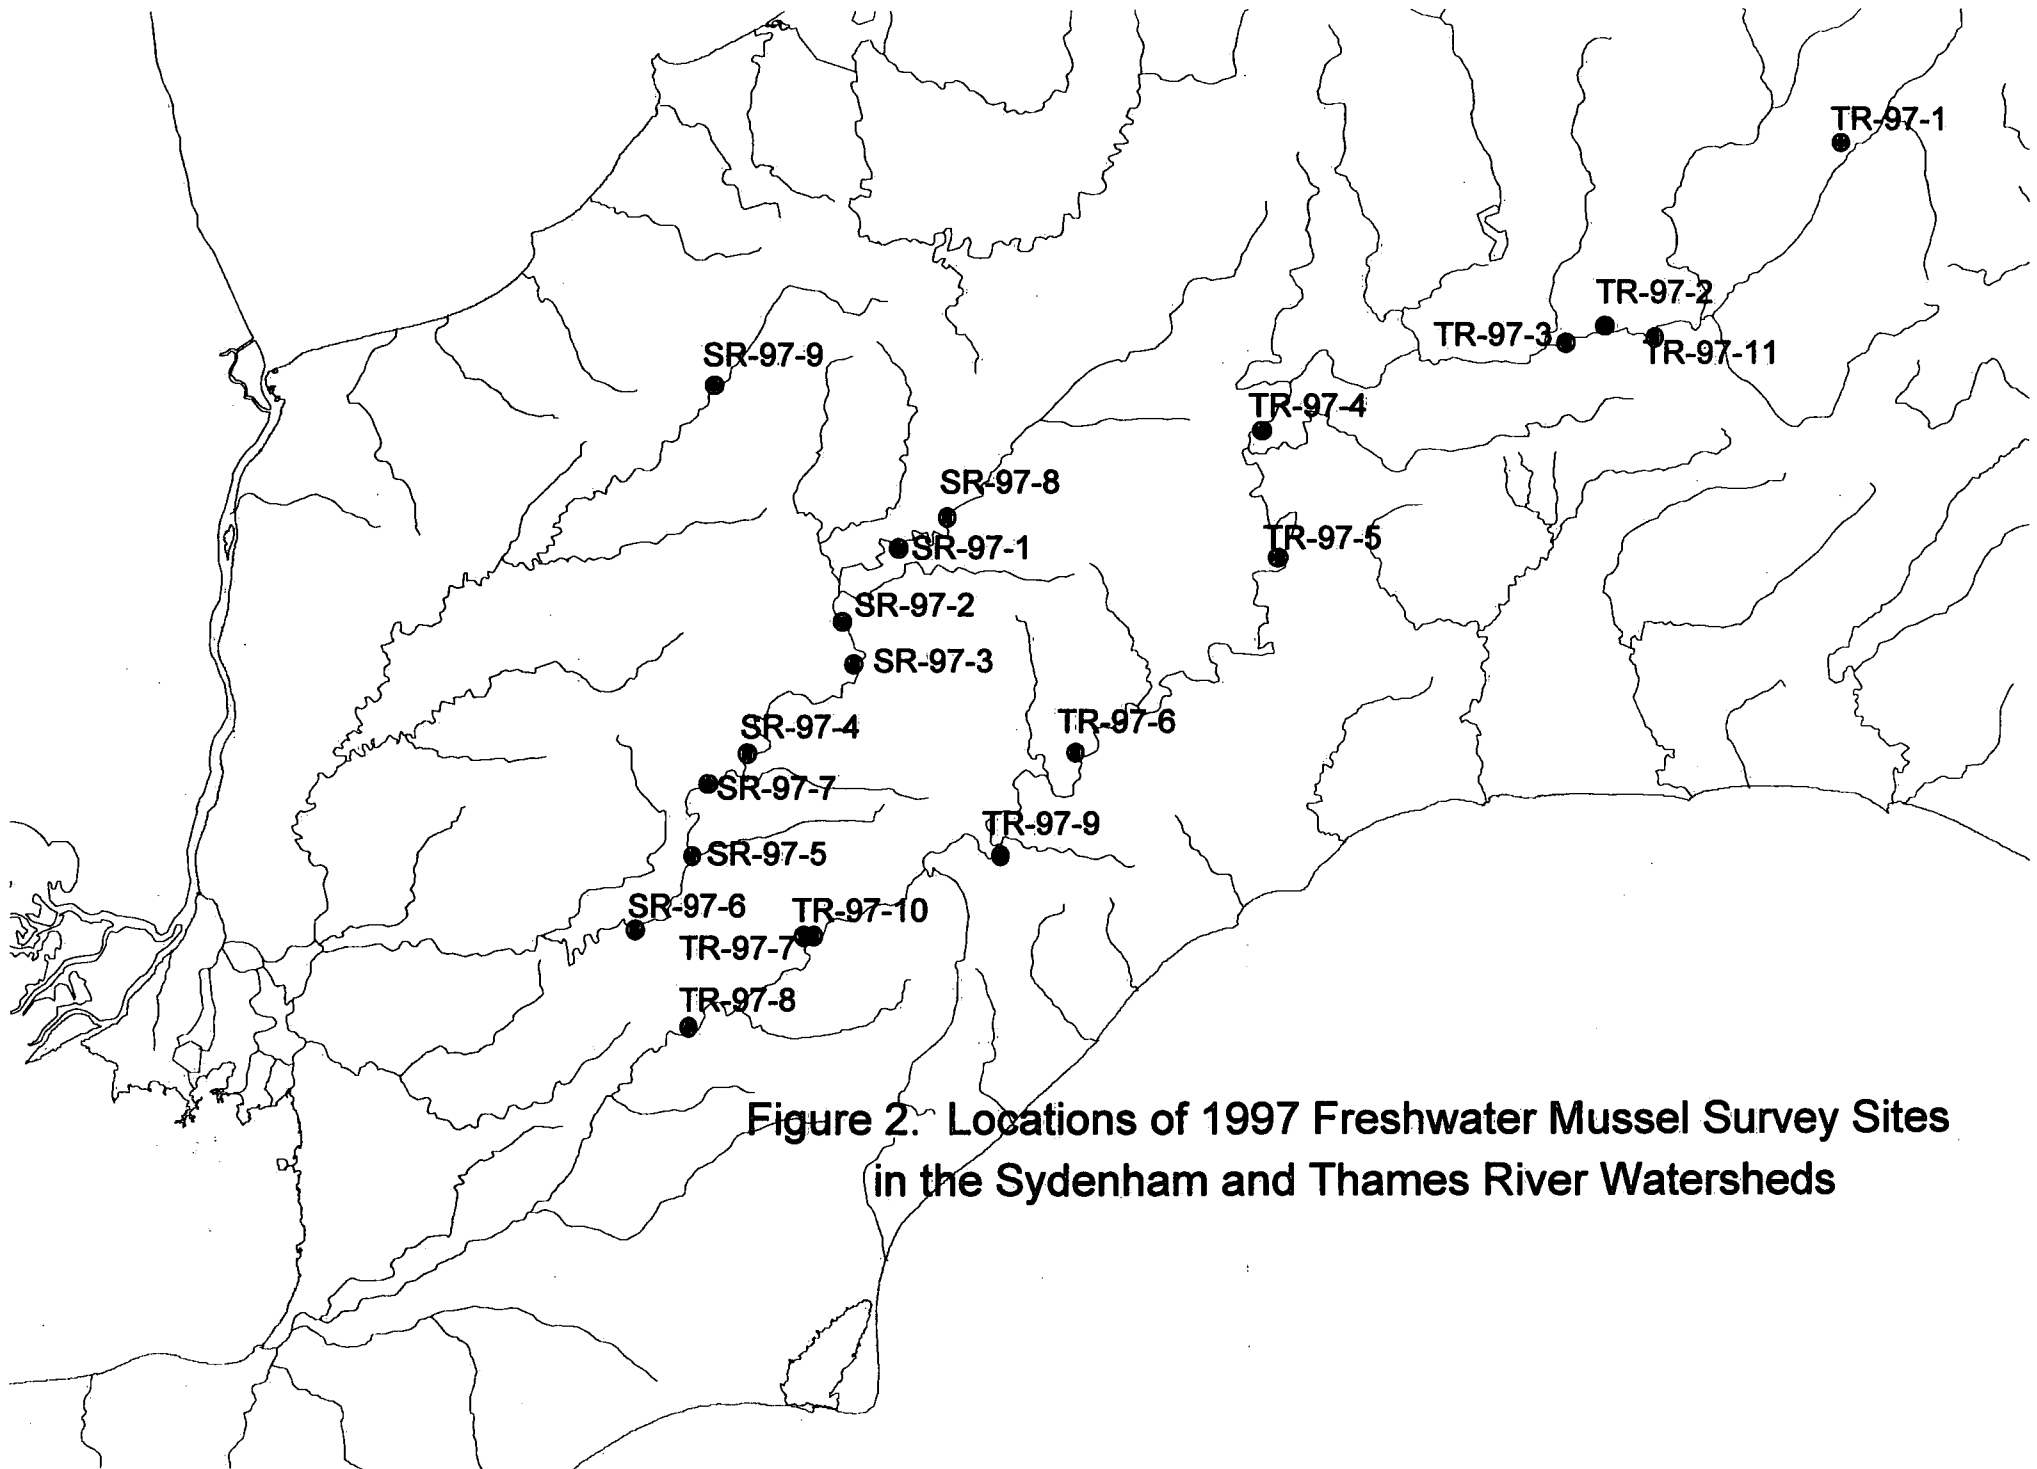 TR-97-1
TR-97-2
TR-97-3
TR-97-11
SR-97-9
TR-97-4
SR-97-8
TR-97-5
SR-97-1
SR-97-2
SR-97-3
TR-97-6
SR-97-4
SR-97-7
TR-97-9
SR-97-5
SR-97-6
TR-97-10
TR-97-7
TR-97-8
Figure 2. Locations of 1997 Freshwater Mussel Survey Sites
in the Sydenham and Thames River Watersheds